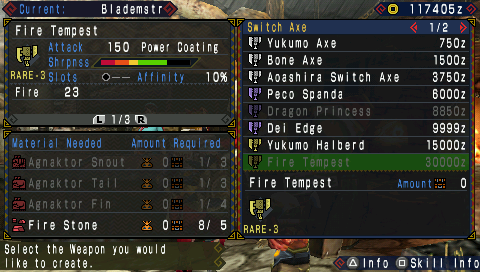 Current: Blademstr
117405z
Fire Tempest
Attack 150 Power Coating
Shrpnss
RARE-3
Slots ―― Affinity 10%
Fire 23
L 1/3 R
Material Needed Amount Required
Agnaktor Snout 0 1/ 3
Agnaktor Tail 0 1/ 3
Agnaktor Fin 0 1/ 4
Fire Stone 0 8/ 5
Select the Weapon you would
like to create.
Switch Axe 1/2
Yukumo Axe 750z
Bone Axe 1500z
Aoashira Switch Axe 3750z
Peco Spanda 6000z
Dragon Princess 8850z
Dei Edge 9999z
Yukumo Halberd 15000z
Fire Tempest 30000z
Fire Tempest Amount 0
RARE-3
Info Skill Info